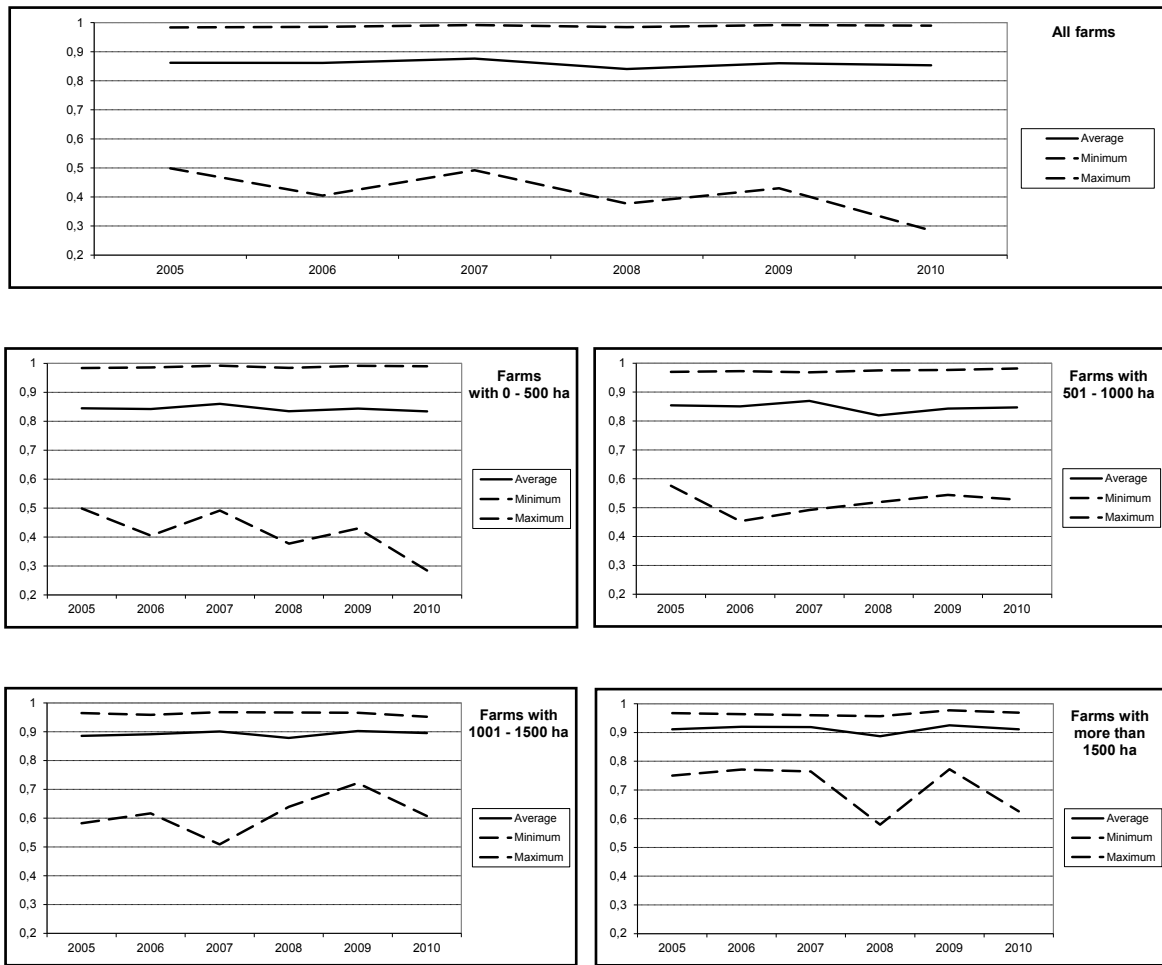 All farms
1
0,9
0,8
0,7
0,6
0,5
0,4
0,3
0,2
2005 2006 2007 2008 2009 2010
Average
Minimum
Maximum
Farms
with 0 - 500 ha
1
0,9
0,8
0,7
0,6
0,5
0,4
0,3
0,2
2005 2006 2007 2008 2009 2010
Average
Minimum
Maximum
Farms with
501 - 1000 ha
1
0,9
0,8
0,7
0,6
0,5
0,4
0,3
0,2
2005 2006 2007 2008 2009 2010
Average
Minimum
Maximum
Farms with
1001 - 1500 ha
1
0,9
0,8
0,7
0,6
0,5
0,4
0,3
0,2
2005 2006 2007 2008 2009 2010
Average
Minimum
Maximum
Farms with
more than
1500 ha
1
0,9
0,8
0,7
0,6
0,5
0,4
0,3
0,2
2005 2006 2007 2008 2009 2010
Average
Minimum
Maximum